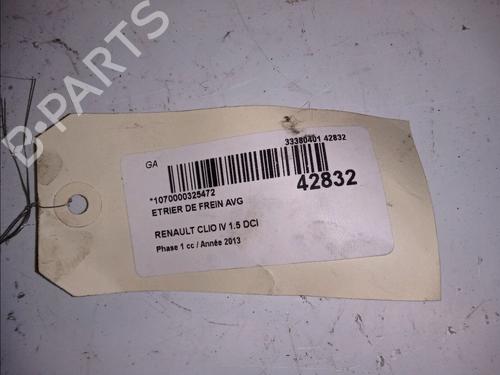 B-PARTS
GA
33380401 42832
*1070000325472
42832
ETRIER DE FREIN AVG
RENAULT CLIO IV 1.5 DCI
Phase 1 cc / Année 2013